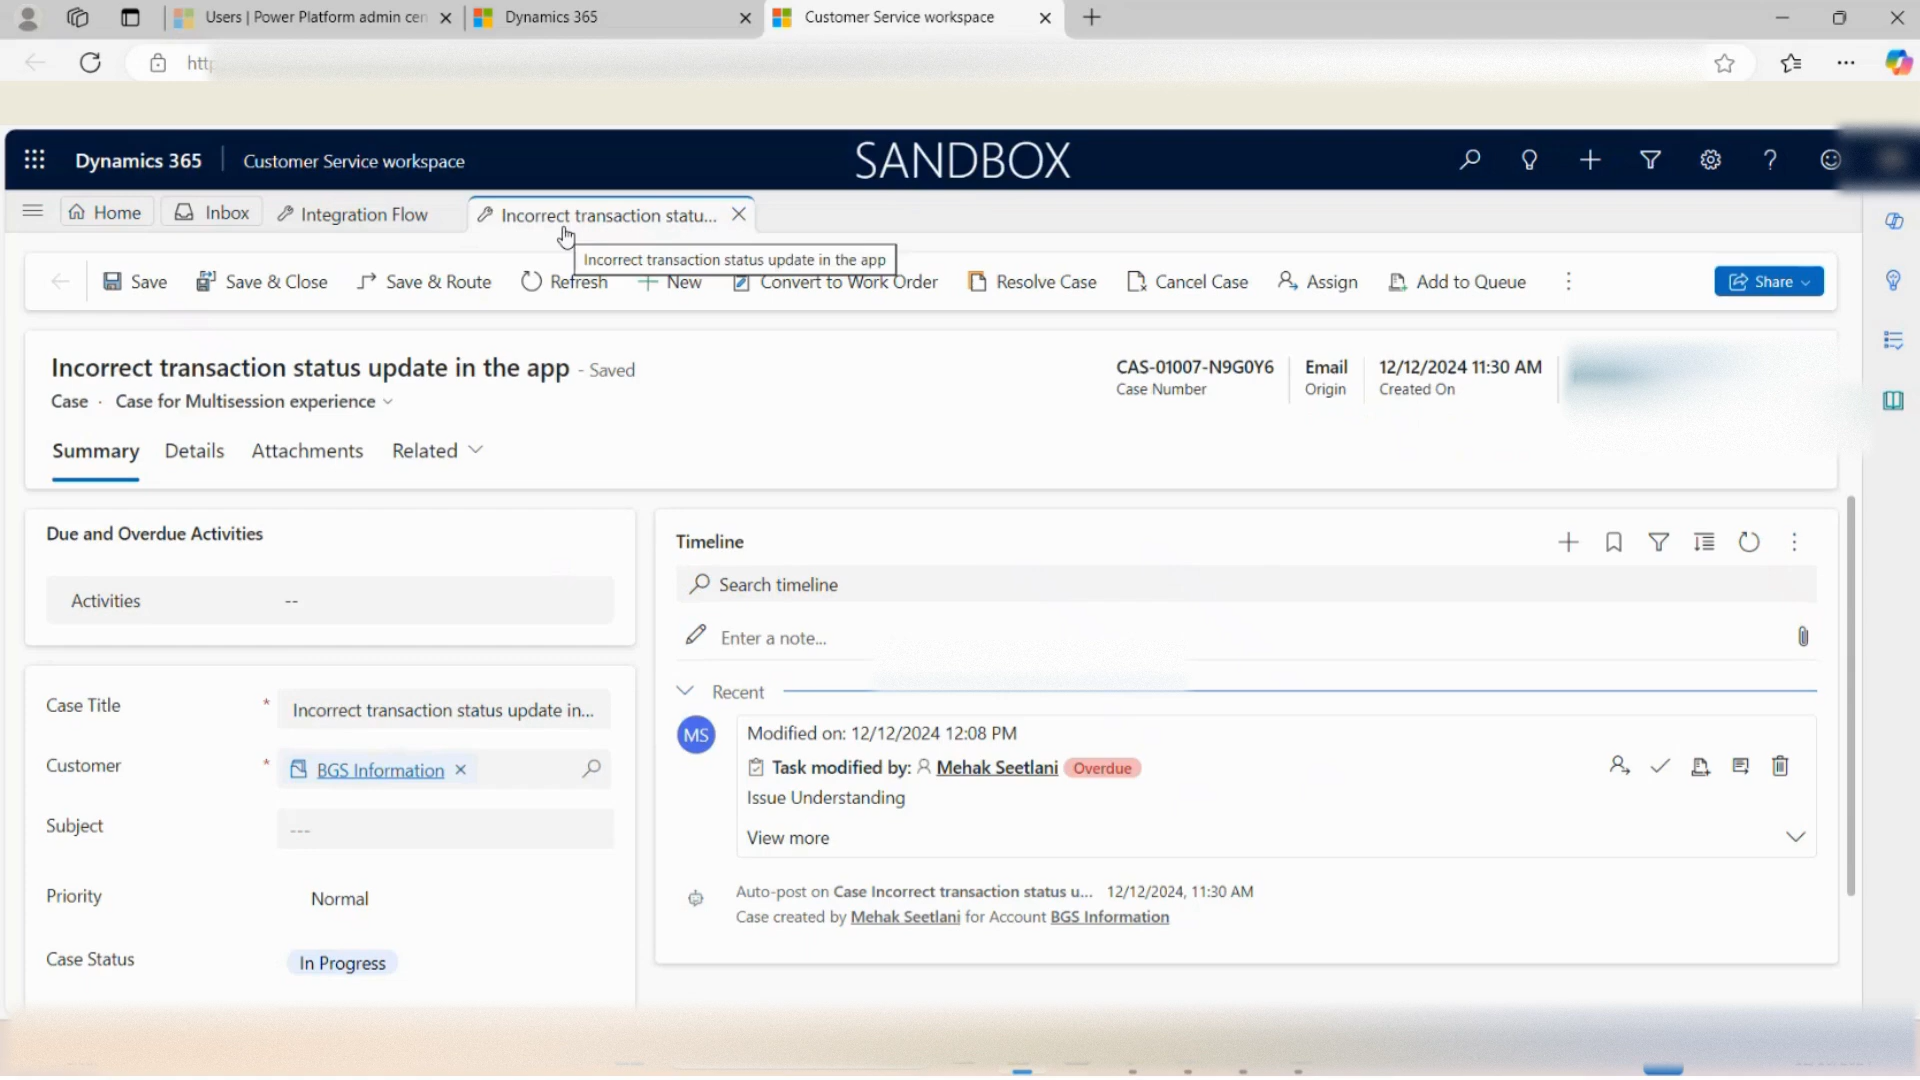 Users | Power Platform admin cen
Dynamics 365
Customer Service workspace
http
Dynamics 365
Customer Service workspace
SANDBOX
Home
Inbox
Integration Flow
Incorrect transaction statu...
Incorrect transaction status update in the app
Save
Save & Close
Save & Route
Refresh
New
Convert to Work Order
Resolve Case
Cancel Case
Assign
Add to Queue
Share
Incorrect transaction status update in the app - Saved
Case · Case for Multisession experience
CAS-01007-N9G0Y6
Case Number
Email
Origin
12/12/2024 11:30 AM
Created On
Summary
Details
Attachments
Related
Due and Overdue Activities
Activities --
Case Title * Incorrect transaction status update in...
Customer * BGS Information
Subject ---
Priority Normal
Case Status In Progress
Timeline
Search timeline
Enter a note...
Recent
MS
Modified on: 12/12/2024 12:08 PM
Task modified by: Mehak Seetlani Overdue
Issue Understanding
View more
Auto-post on Case Incorrect transaction status u... 12/12/2024, 11:30 AM
Case created by Mehak Seetlani for Account BGS Information